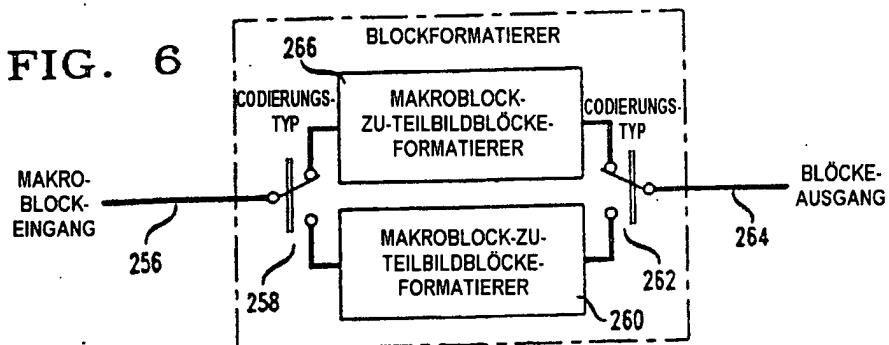 FIG. 6
BLOCKFORMATIERER
266
CODIERUNGS-
TYP
MAKROBLOCK-
ZU-TEILBILDBLÖCKE-
FORMATIERER
CODIERUNGS-
TYP
MAKRO-
BLOCK-
EINGANG
256
258
MAKROBLOCK-ZU-
TEILBILDBLÖCKE-
FORMATIERER
260
262
264
BLÖCKE-
AUSGANG